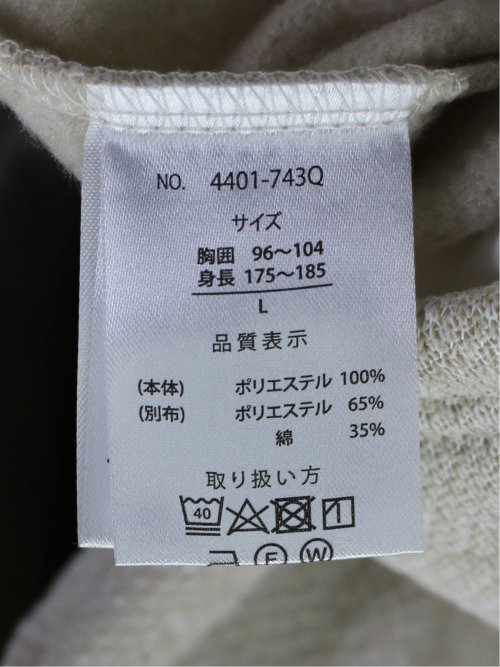 NO. 4401-743Q
サイズ
胸囲 96～104
身長 175～185
L
品質表示
(本体) ポリエステル 100%
(別布) ポリエステル 65%
綿 35%
取り扱い方
40
F W